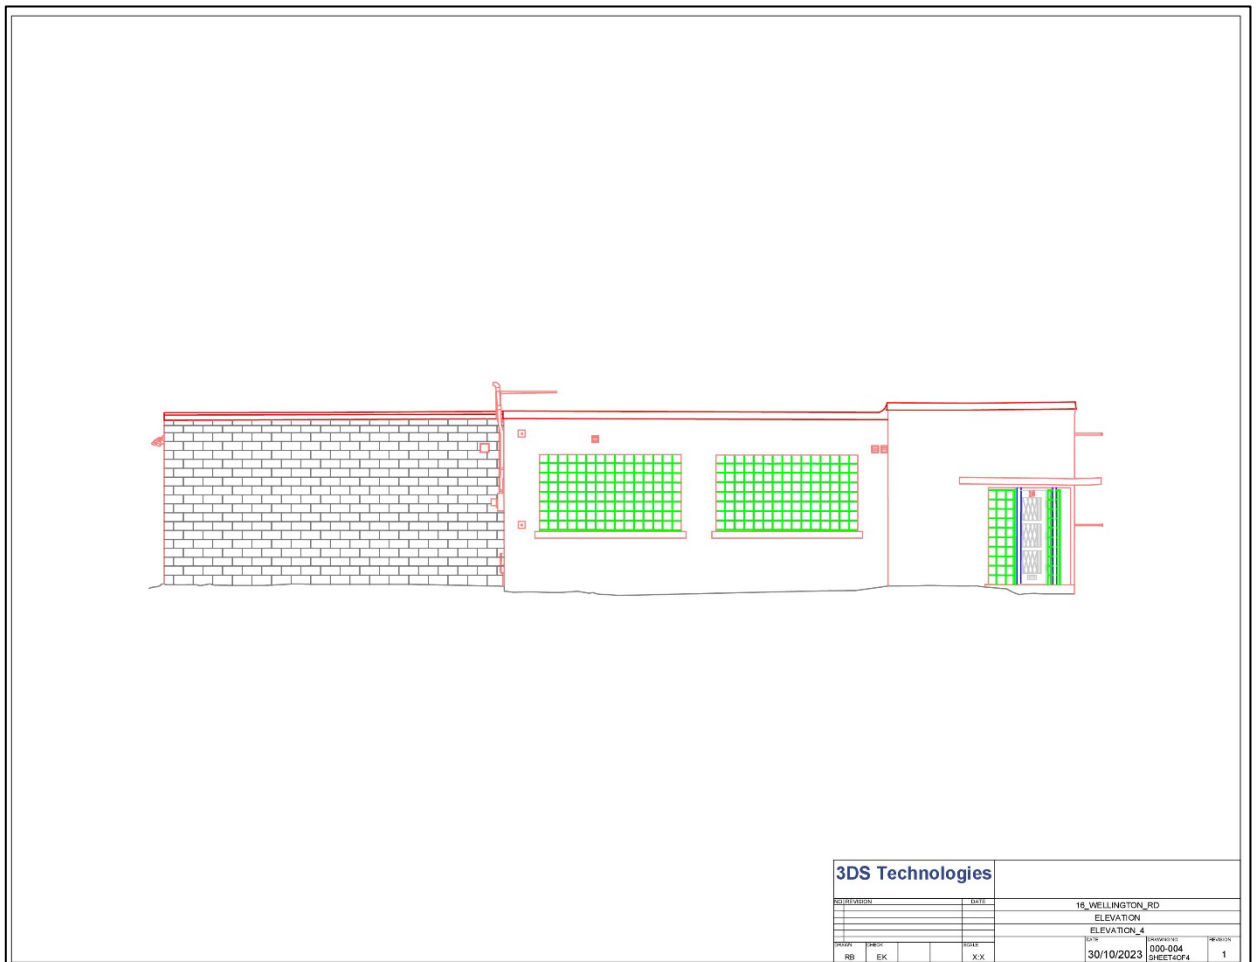 3DS Technologies
NO. REVISION DATE
16_WELLINGTON_RD
ELEVATION
ELEVATION_4
DRAWN CHECK SCALE DATE DRAWING NO REVISION
RB EK X:X 30/10/2023 000-004 1
SHEET4OF4